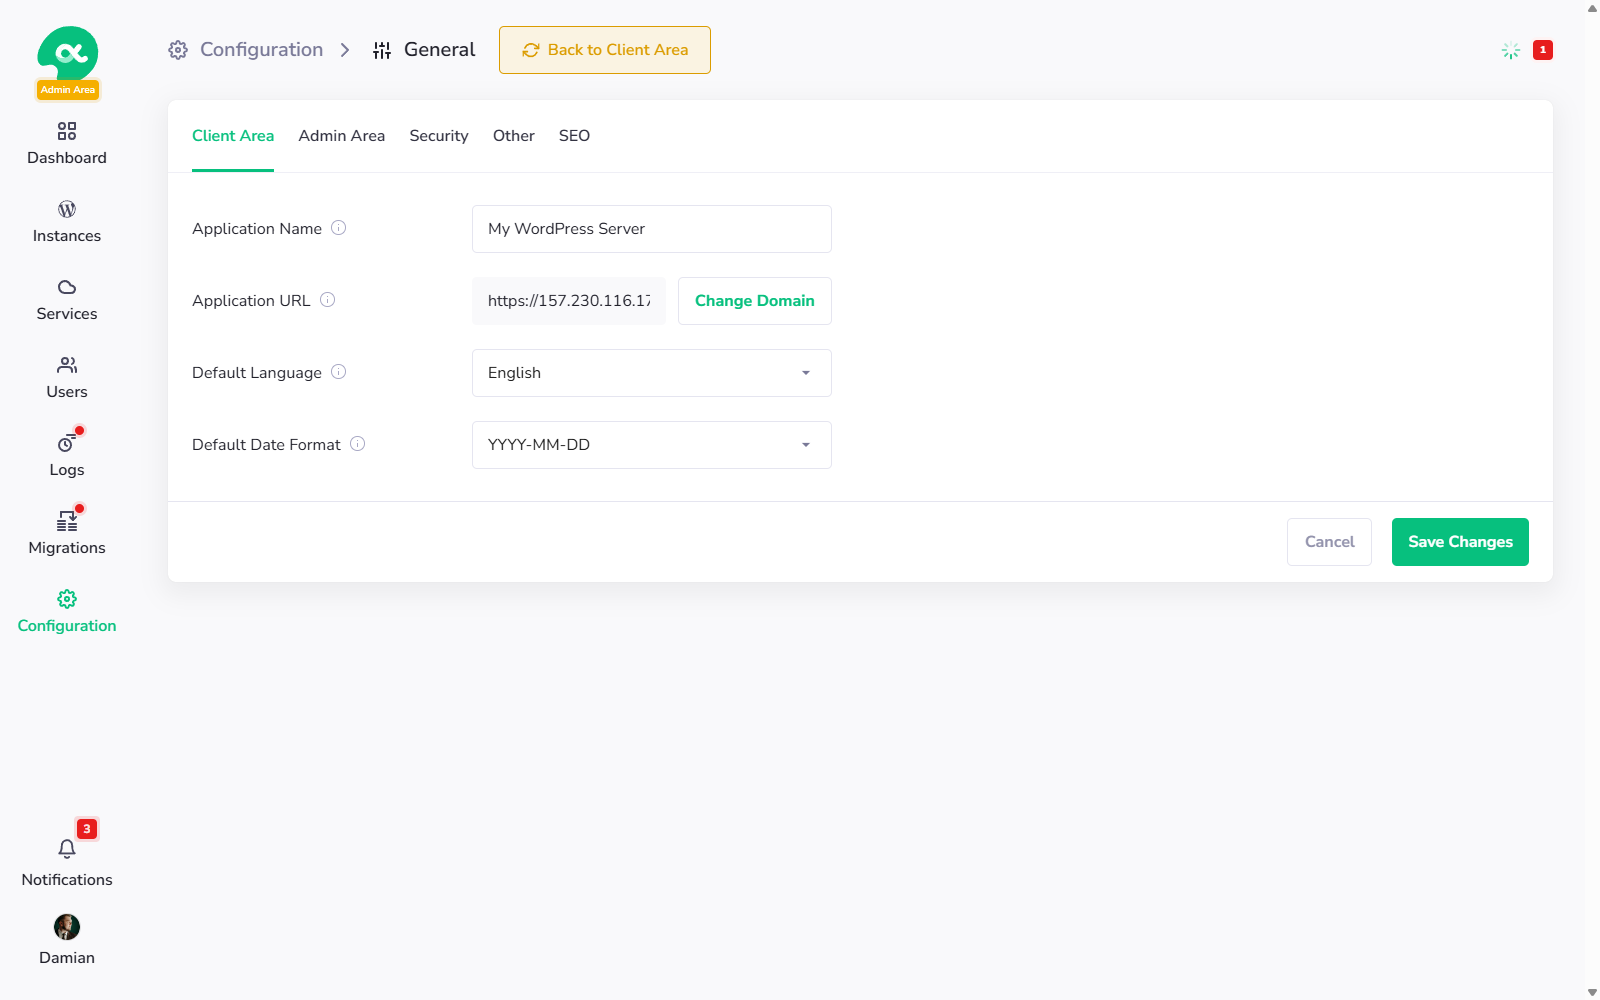 Admin Area
Dashboard
Instances
Services
Users
Logs
Migrations
Configuration
3
Notifications
Damian
Configuration
General
Back to Client Area
1
Client Area
Admin Area
Security
Other
SEO
Application Name
My WordPress Server
Application URL
https://157.230.116.17
Change Domain
Default Language
English
Default Date Format
YYYY-MM-DD
Cancel
Save Changes